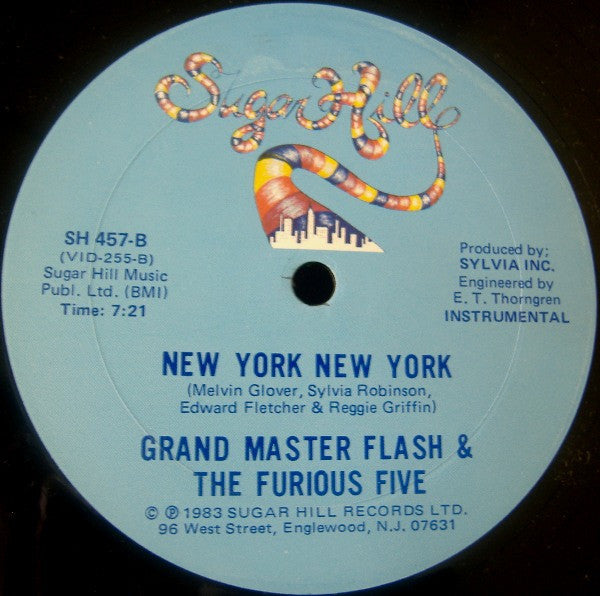 Sugar Hill
SH 457-B
(VID-255-B)
Sugar Hill Music
Publ. Ltd. (BMI)
Time: 7:21
Produced by;
SYLVIA INC.
Engineered by
E. T. Thorngren
INSTRUMENTAL
NEW YORK NEW YORK
(Melvin Glover, Sylvia Robinson,
Edward Fletcher & Reggie Griffin)
GRAND MASTER FLASH &
THE FURIOUS FIVE
© ℗ 1983 SUGAR HILL RECORDS LTD.
96 West Street, Englewood, N.J. 07631